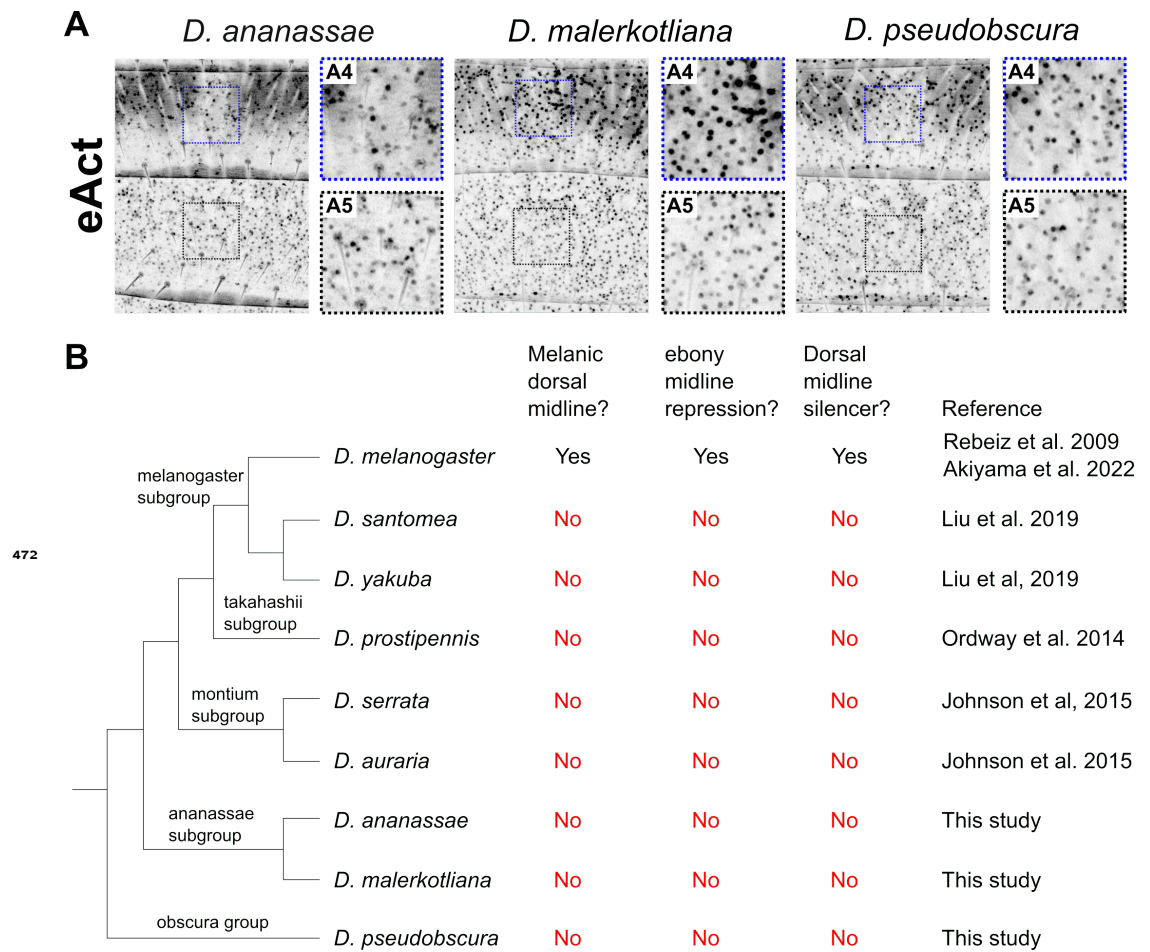 A
D. ananassae
D. malerkotliana
D. pseudobscura
eAct
A4
A5
A4
A5
A4
A5
B
Melanic
dorsal
midline?
ebony
midline
repression?
Dorsal
midline
silencer?
Reference
melanogaster
subgroup
D. melanogaster
Yes
Yes
Yes
Rebeiz et al. 2009
Akiyama et al. 2022
D. santomea
No
No
No
Liu et al. 2019
472
D. yakuba
No
No
No
Liu et al, 2019
takahashii
subgroup
D. prostipennis
No
No
No
Ordway et al. 2014
montium
subgroup
D. serrata
No
No
No
Johnson et al, 2015
D. auraria
No
No
No
Johnson et al. 2015
ananassae
subgroup
D. ananassae
No
No
No
This study
D. malerkotliana
No
No
No
This study
obscura group
D. pseudobscura
No
No
No
This study